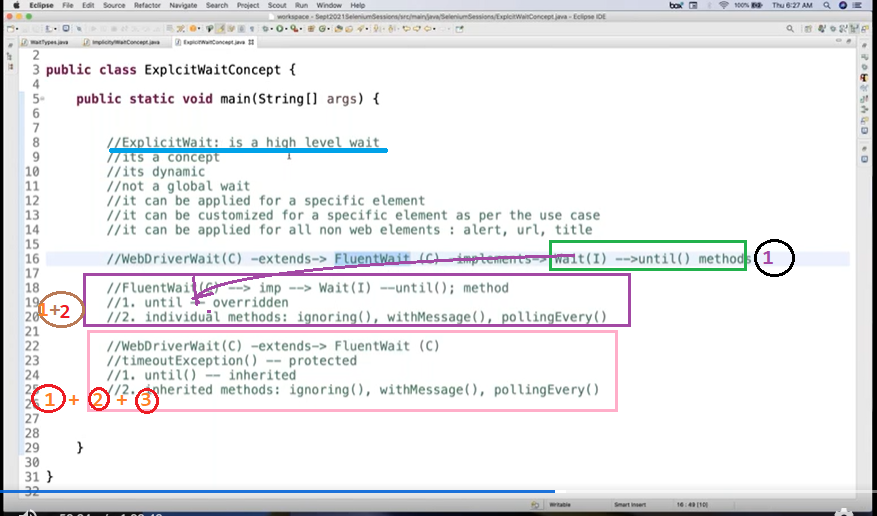 Eclipse File Edit Source Refactor Navigate Search Project Scout Run Window Help
box 100% Thu 6:27 AM
workspace - Sept2021SeleniumSessions/src/main/java/SeleniumSessions/ExplicitWaitConcept.java - Eclipse IDE
WaitTypes.java ImplicitlyWaitConcept.java ExplicitWaitConcept.java
2
3 public class ExplcitWaitConcept {
4
5 public static void main(String[] args) {
6
7
8 //ExplicitWait: is a high level wait
9 //its a concept
10 //its dynamic
11 //not a global wait
12 //it can be applied for a specific element
13 //it can be customized for a specific element as per the use case
14 //it can be applied for all non web elements : alert, url, title
15
16 //WebDriverWait(C) -extends-> FluentWait (C) -implements-> Wait(I) -->until() methods 1
17
18 //FluentWait(C) --> imp --> Wait(I) --until(); method
19 //1. until -- overridden
1+2
20 //2. individual methods: ignoring(), withMessage(), pollingEvery()
21
22 //WebDriverWait(C) -extends-> FluentWait (C)
23 //timeoutException() -- protected
24 //1. until() -- inherited
25 //2. inherited methods: ignoring(), withMessage(), pollingEvery()
1 + 2 + 3
27
28
29 }
30
31 }
32
Writable Smart Insert 16 : 49 [10]